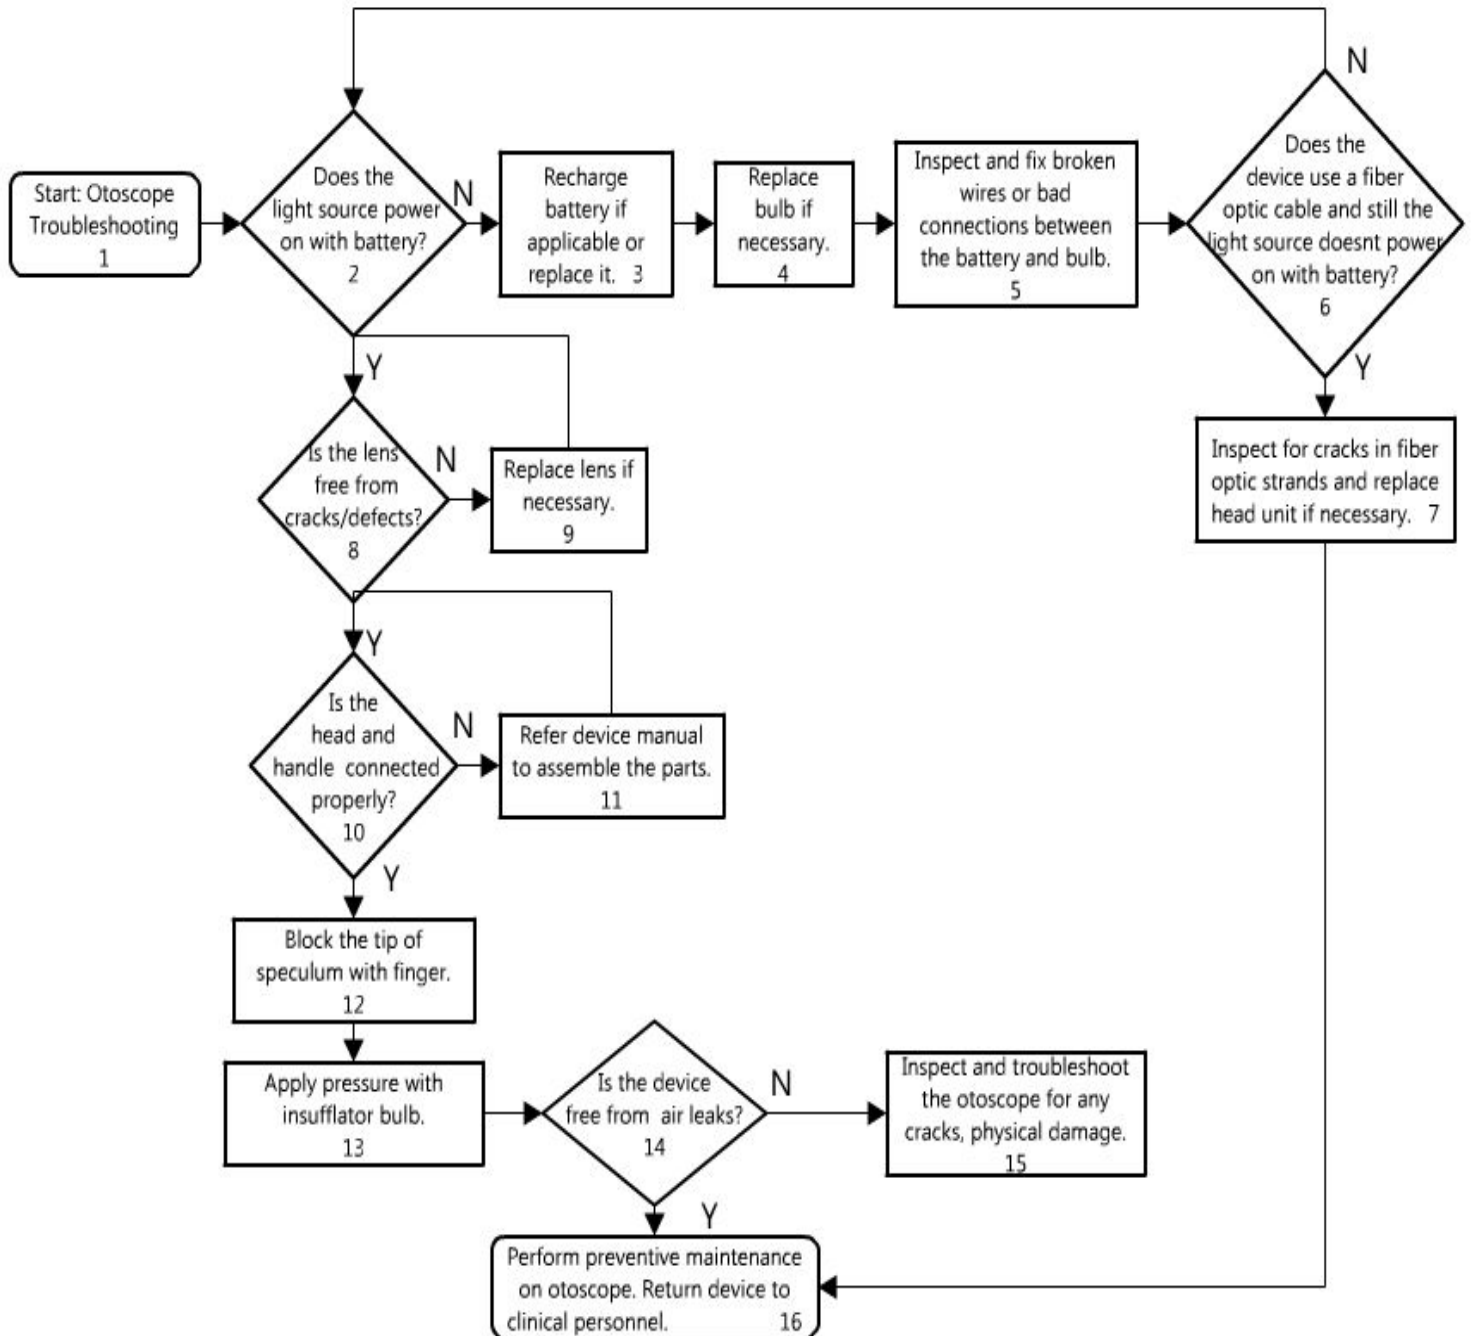 Start: Otoscope
Troubleshooting
1
Does the
light source power
on with battery?
2
N
Recharge
battery if
applicable or
replace it. 3
Replace
bulb if
necessary.
4
Inspect and fix broken
wires or bad
connections between
the battery and bulb.
5
N
Does the
device use a fiber
optic cable and still the
light source doesnt power
on with battery?
6
Y
Inspect for cracks in fiber
optic strands and replace
head unit if necessary. 7
Y
Is the lens
free from
cracks/defects?
8
N
Replace lens if
necessary.
9
Y
Is the
head and
handle connected
properly?
10
N
Refer device manual
to assemble the parts.
11
Y
Block the tip of
speculum with finger.
12
Apply pressure with
insufflator bulb.
13
Is the device
free from air leaks?
14
N
Inspect and troubleshoot
the otoscope for any
cracks, physical damage.
15
Y
Perform preventive maintenance
on otoscope. Return device to
clinical personnel. 16